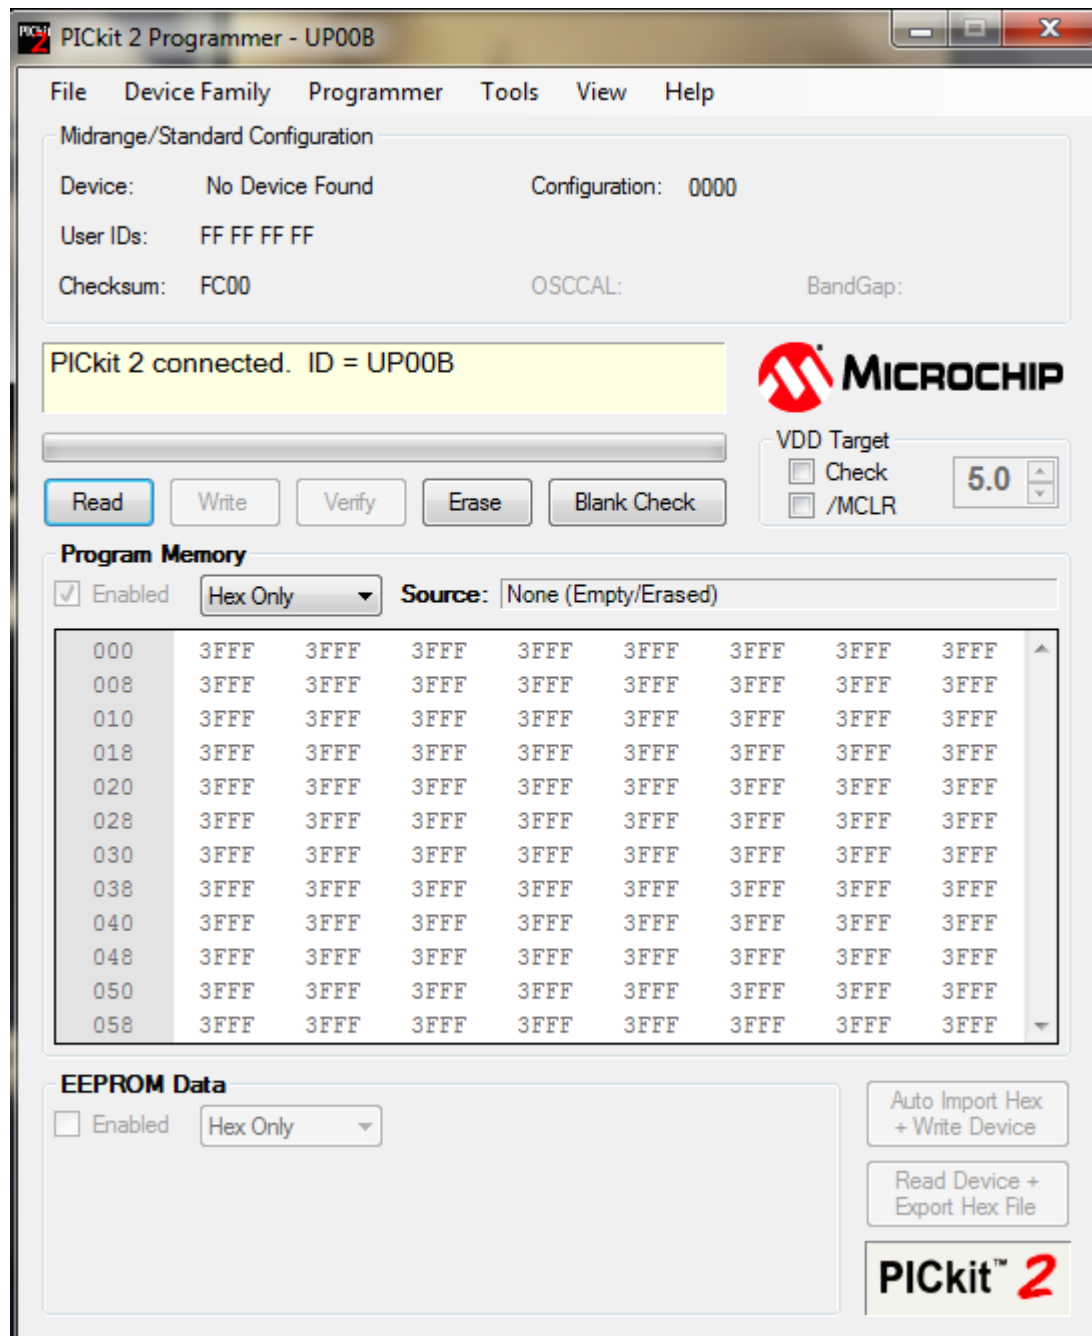 PICkit 2 Programmer - UP00B
File Device Family Programmer Tools View Help
Midrange/Standard Configuration
Device: No Device Found Configuration: 0000
User IDs: FF FF FF FF
Checksum: FC00 OSCCAL: BandGap:
PICkit 2 connected. ID = UP00B
MICROCHIP
VDD Target
Check
/MCLR
5.0
Read Write Verify Erase Blank Check
Program Memory
Enabled Hex Only Source: None (Empty/Erased)
000 3FFF 3FFF 3FFF 3FFF 3FFF 3FFF 3FFF 3FFF
008 3FFF 3FFF 3FFF 3FFF 3FFF 3FFF 3FFF 3FFF
010 3FFF 3FFF 3FFF 3FFF 3FFF 3FFF 3FFF 3FFF
018 3FFF 3FFF 3FFF 3FFF 3FFF 3FFF 3FFF 3FFF
020 3FFF 3FFF 3FFF 3FFF 3FFF 3FFF 3FFF 3FFF
028 3FFF 3FFF 3FFF 3FFF 3FFF 3FFF 3FFF 3FFF
030 3FFF 3FFF 3FFF 3FFF 3FFF 3FFF 3FFF 3FFF
038 3FFF 3FFF 3FFF 3FFF 3FFF 3FFF 3FFF 3FFF
040 3FFF 3FFF 3FFF 3FFF 3FFF 3FFF 3FFF 3FFF
048 3FFF 3FFF 3FFF 3FFF 3FFF 3FFF 3FFF 3FFF
050 3FFF 3FFF 3FFF 3FFF 3FFF 3FFF 3FFF 3FFF
058 3FFF 3FFF 3FFF 3FFF 3FFF 3FFF 3FFF 3FFF
EEPROM Data
Enabled Hex Only
Auto Import Hex
+ Write Device
Read Device +
Export Hex File
PICkit™ 2